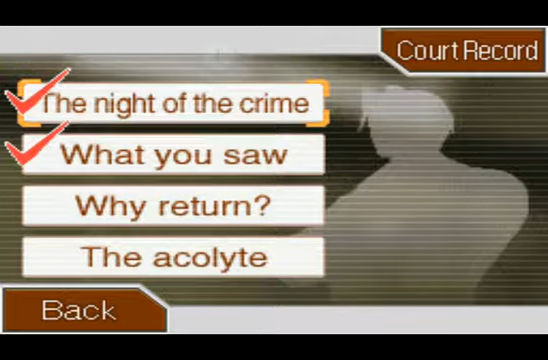 Court Record
The night of the crime
What you saw
Why return?
The acolyte
Back